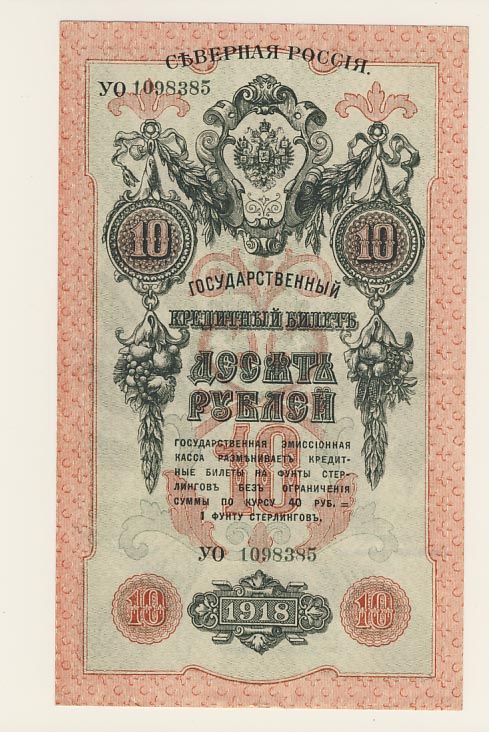 СѢВЕРНАЯ РОССІЯ.
УО 1098385
10 10
ГОСУДАРСТВЕННЫЙ
КРЕДИТНЫЙ БИЛЕТЪ
ДЕСЯТЬ
РУБЛЕЙ
10
ГОСУДАРСТВЕННАЯ ЭМИССІОННАЯ
КАССА РАЗМѢНИВАЕТЪ КРЕДИТ-
НЫЕ БИЛЕТЫ НА ФУНТЫ СТЕР-
ЛИНГОВЪ БЕЗЪ ОГРАНИЧЕНІЯ
СУММЫ ПО КУРСУ 40 РУБ. =
1 ФУНТУ СТЕРЛИНГОВЪ.
УО 1098385
10 1918 10